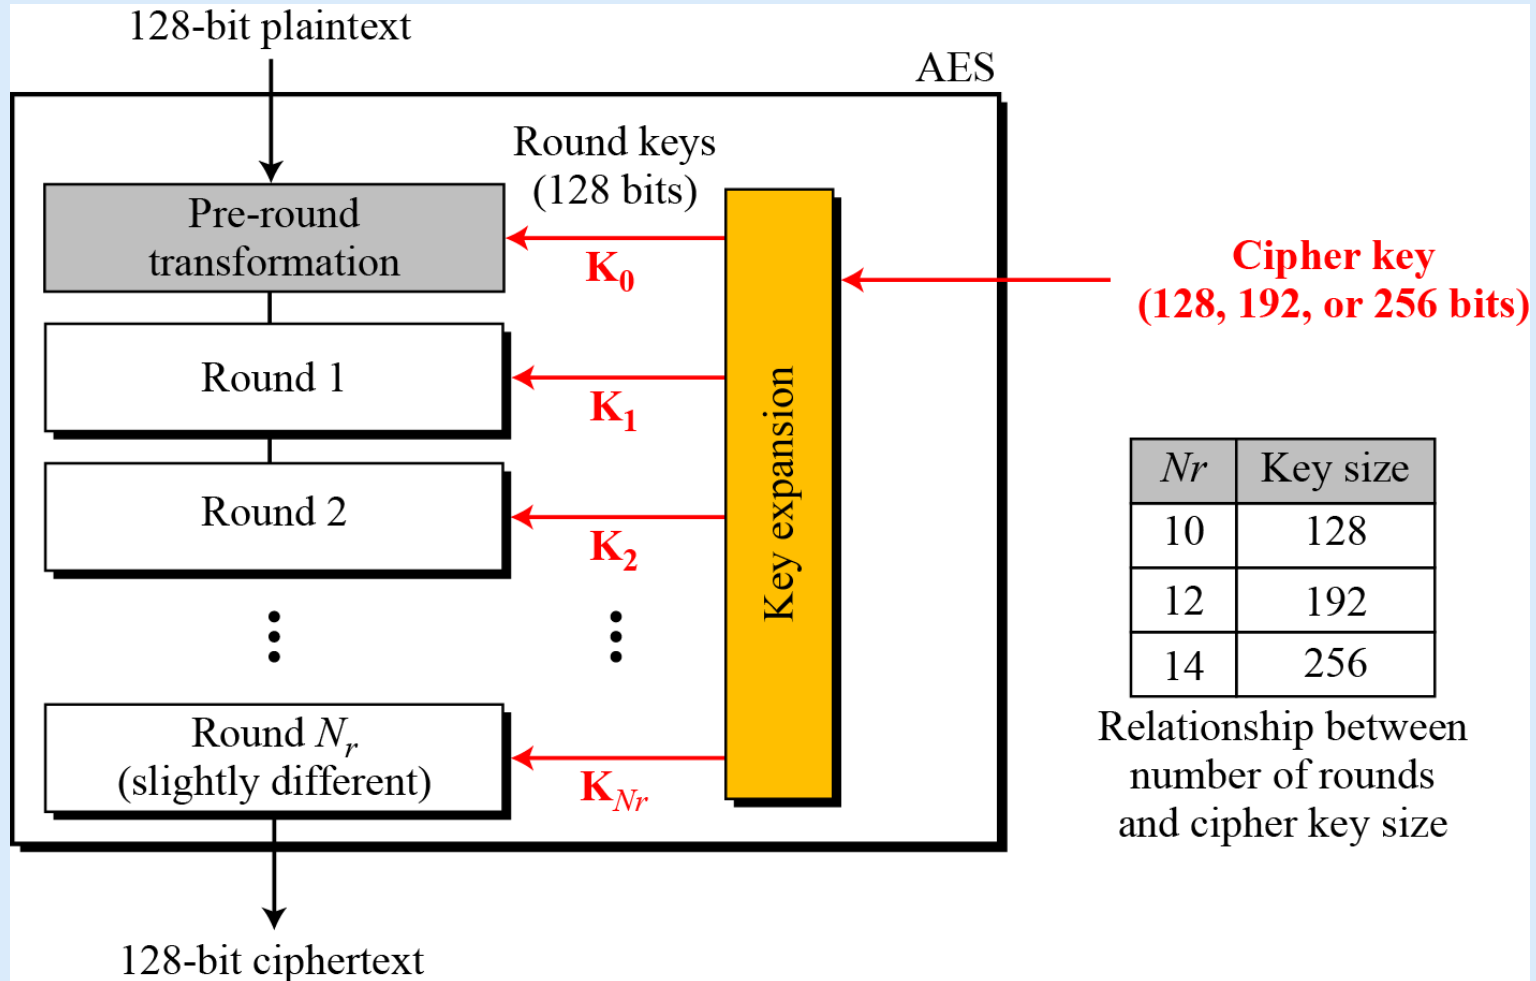 128-bit plaintext
AES
Round keys
(128 bits)
Pre-round
transformation
K0
Cipher key
(128, 192, or 256 bits)
Round 1
K1
Key expansion
Round 2
K2
Nr Key size
10 128
12 192
14 256
Relationship between
number of rounds
and cipher key size
Round Nr
(slightly different)
KNr
128-bit ciphertext